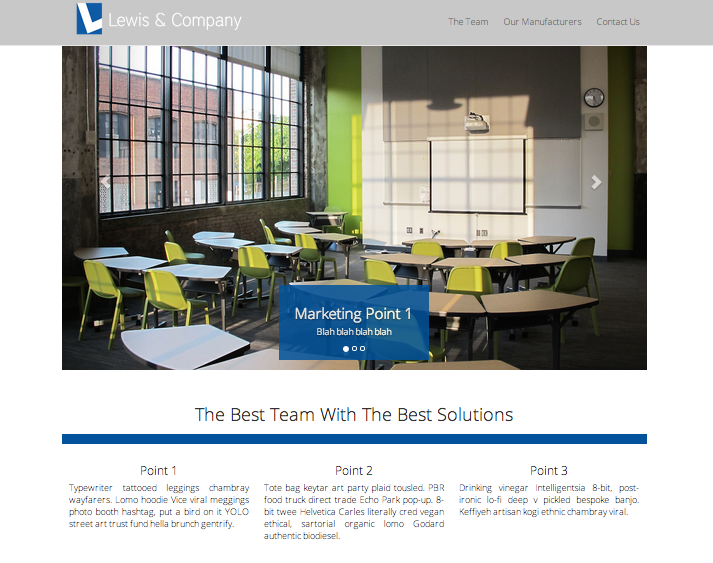 Lewis & Company
The Team Our Manufacturers Contact Us
Marketing Point 1
Blah blah blah blah
The Best Team With The Best Solutions
Point 1
Typewriter tattooed leggings chambray
wayfarers. Lomo hoodie Vice viral meggings
photo booth hashtag, put a bird on it YOLO
street art trust fund hella brunch gentrify.
Point 2
Tote bag keytar art party plaid tousled. PBR
food truck direct trade Echo Park pop-up. 8-
bit twee Helvetica Carles literally cred vegan
ethical, sartorial organic lomo Godard
authentic biodiesel.
Point 3
Drinking vinegar Intelligentsia 8-bit, post-
ironic lo-fi deep v pickled bespoke banjo.
Keffiyeh artisan kogi ethnic chambray viral.